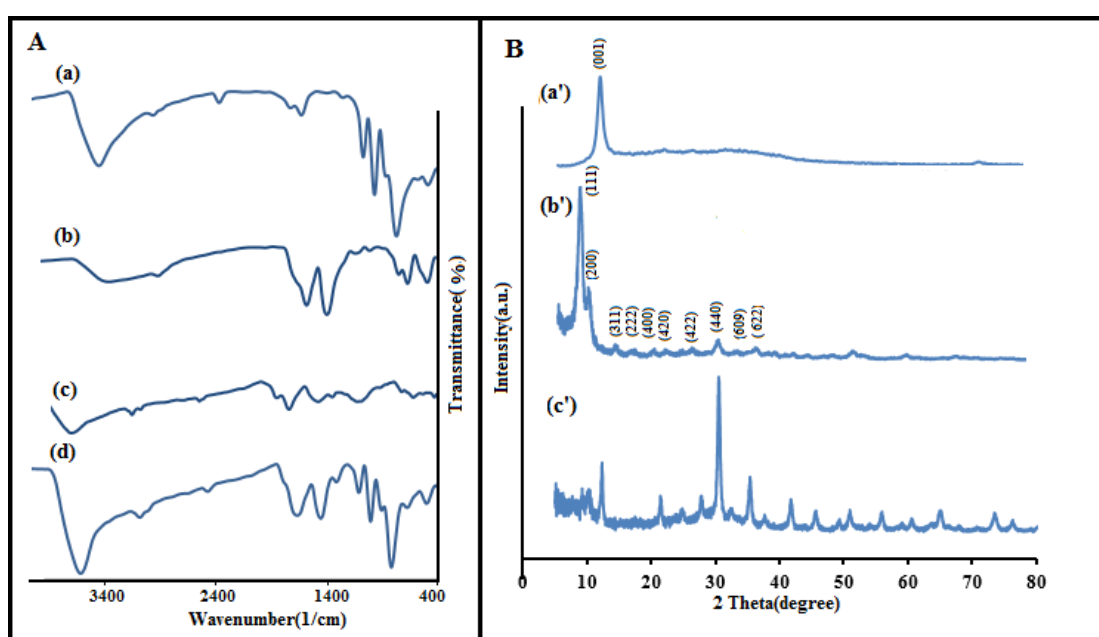 A
(a)
(b)
(c)
(d)
Transmittance( %)
3400 2400 1400 400
Wavenumber(1/cm)
B
(001)
(a')
(111)
(b')
(200)
(311)
(222)
(400)
(420)
(422)
(440)
(609)
( 622)
(c')
Intensity(a.u.)
0 10 20 30 40 50 60 70 80
2 Theta(degree)